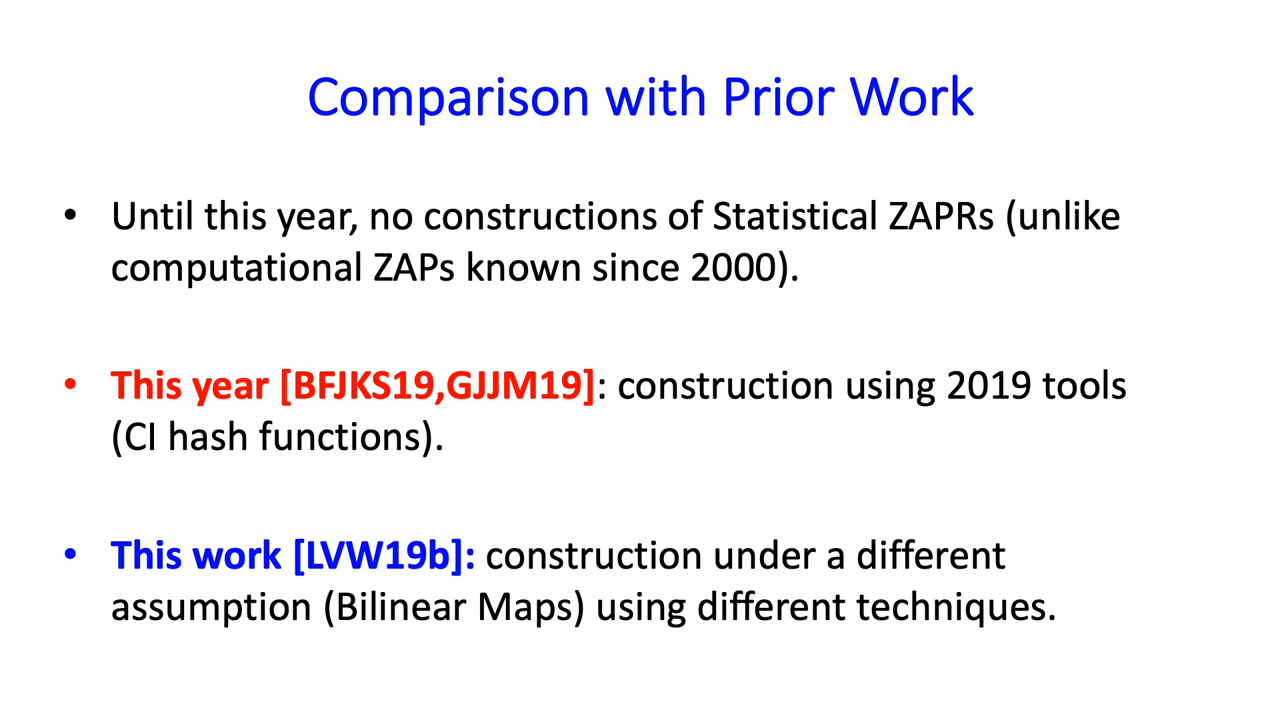 Comparison with Prior Work
• Until this year, no constructions of Statistical ZAPRs (unlike
computational ZAPs known since 2000).
• This year [BFJKS19,GJJM19]: construction using 2019 tools
(CI hash functions).
• This work [LVW19b]: construction under a different
assumption (Bilinear Maps) using different techniques.